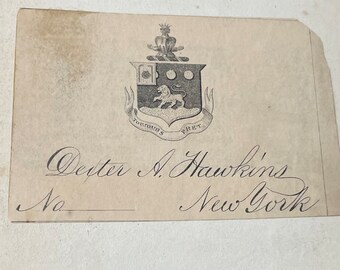 Dexter A. Hawkins
No New York